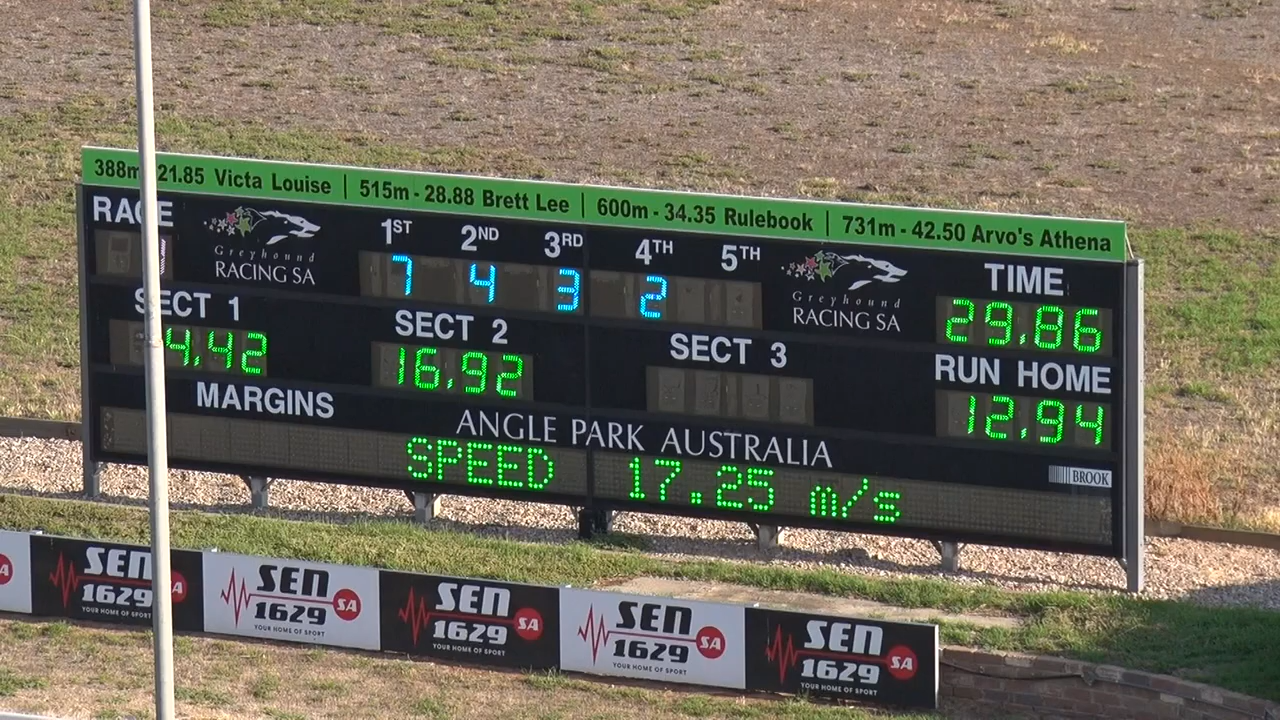 388m 21.85 Victa Louise | 515m - 28.88 Brett Lee | 600m - 34.35 Rulebook | 731m - 42.50 Arvo's Athena
RACE
Greyhound
RACING SA
1ST 2ND 3RD 4TH 5TH
7 4 3 2
Greyhound
RACING SA
TIME
29.86
SECT 1
4.42
SECT 2
16.92
SECT 3
RUN HOME
12.94
MARGINS
ANGLE PARK AUSTRALIA
BROOK
SPEED 17.25 m/s
SEN
1629
SA
YOUR HOME OF SPORT
SEN
1629
SA
YOUR HOME OF SPORT
SEN
1629
SA
YOUR HOME OF SPORT
SEN
1629
SA
YOUR HOME OF SPORT
SEN
1629
SA
YOUR HOME OF SPORT